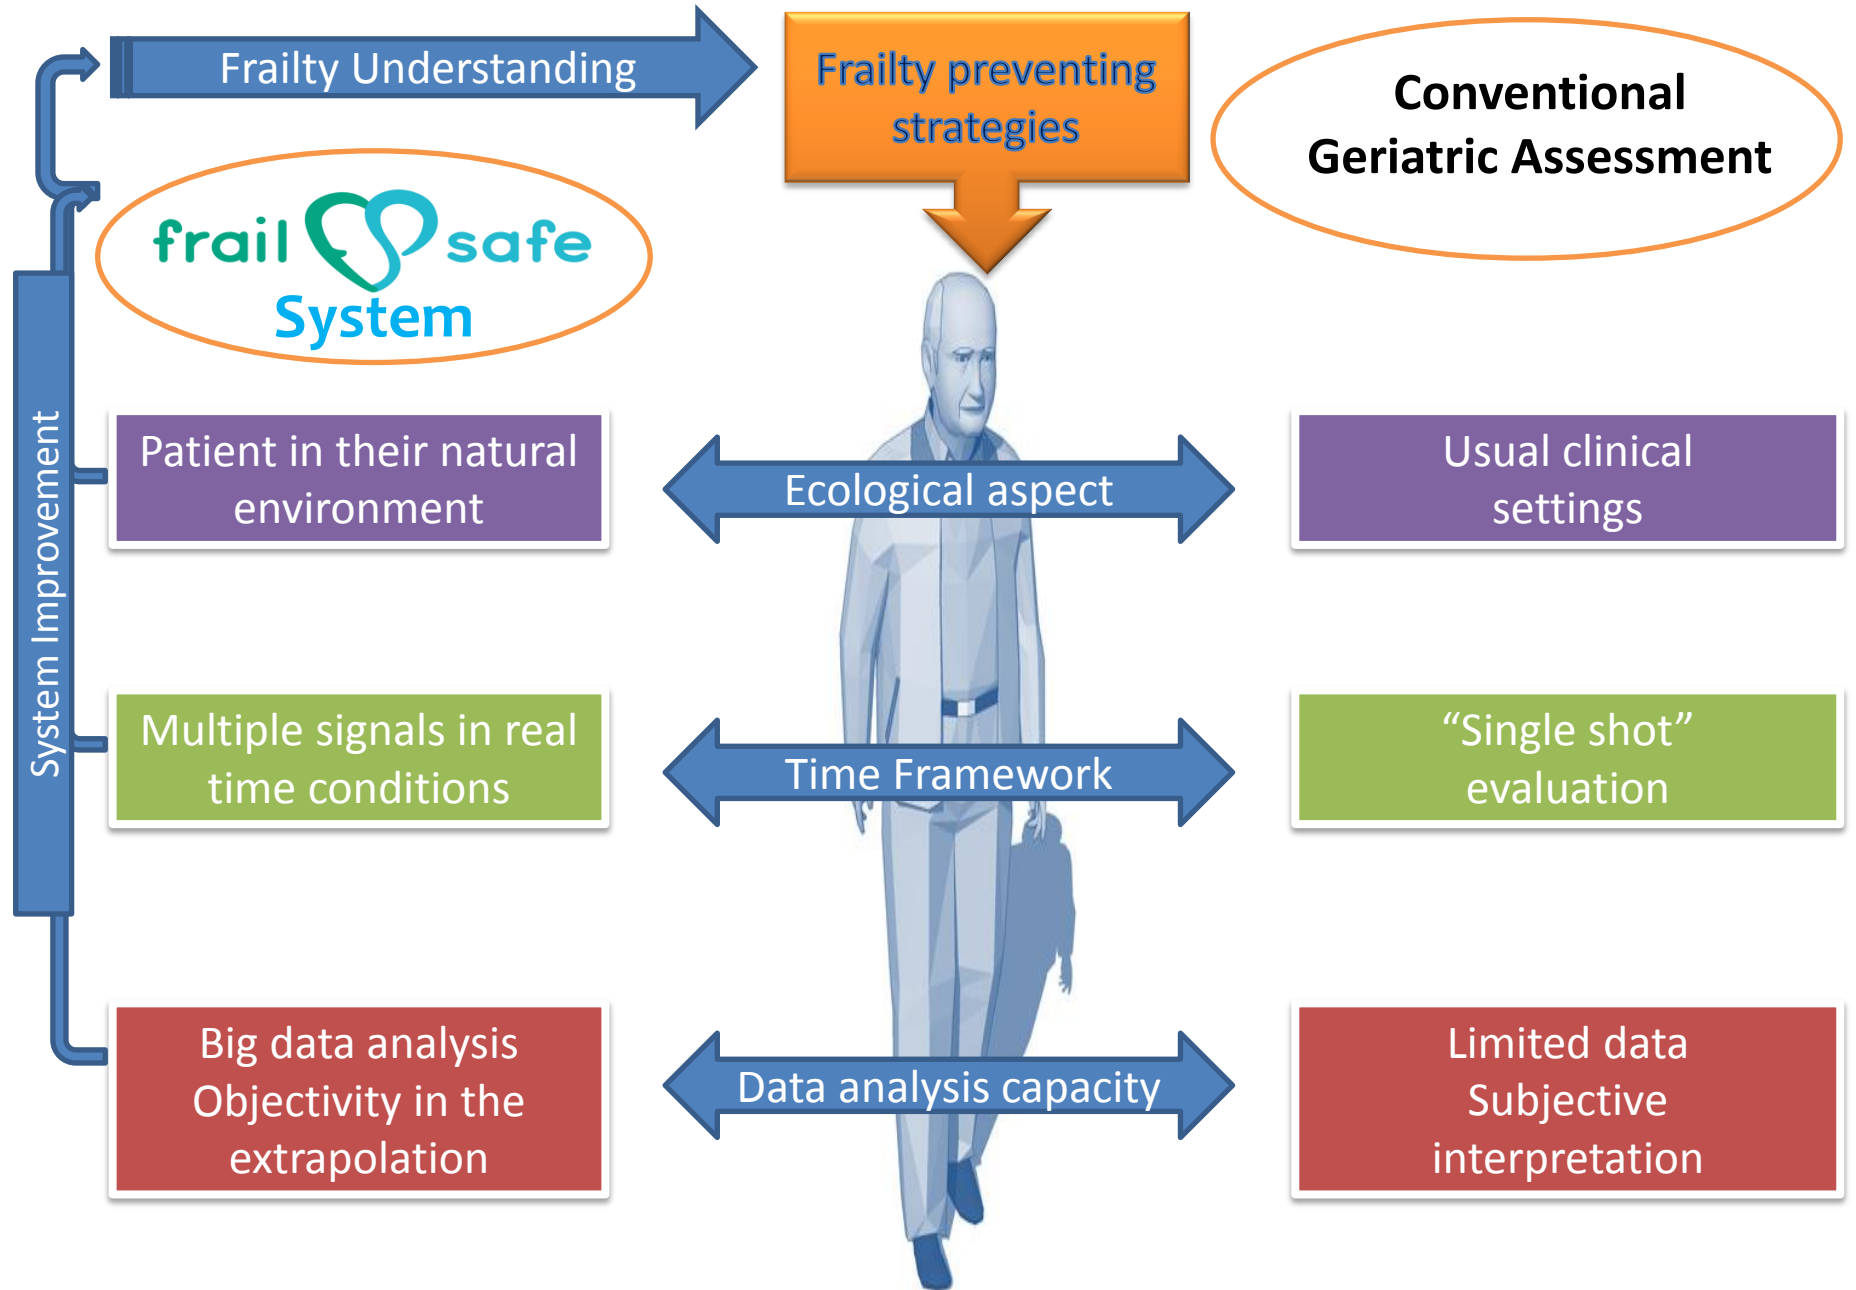 Frailty Understanding
Frailty preventing
strategies
Conventional
Geriatric Assessment
frail safe
System
System Improvement
Patient in their natural
environment
Ecological aspect
Usual clinical
settings
Multiple signals in real
time conditions
Time Framework
“Single shot”
evaluation
Big data analysis
Objectivity in the
extrapolation
Data analysis capacity
Limited data
Subjective
interpretation